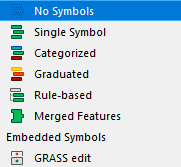 No Symbols
Single Symbol
Categorized
Graduated
Rule-based
Merged Features
Embedded Symbols
GRASS edit